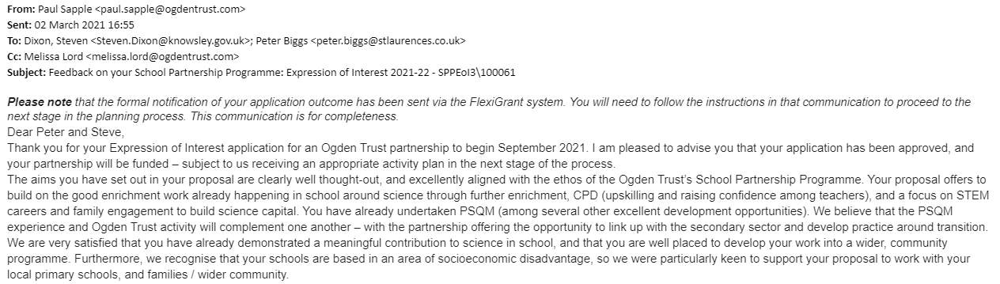 From: Paul Sapple <paul.sapple@ogdentrust.com>
Sent: 02 March 2021 16:55
To: Dixon, Steven <Steven.Dixon@knowsley.gov.uk>; Peter Biggs <peter.biggs@stlaurences.co.uk>
Cc: Melissa Lord <melissa.lord@ogdentrust.com>
Subject: Feedback on your School Partnership Programme: Expression of Interest 2021-22 - SPPEoI3\100061
Please note that the formal notification of your application outcome has been sent via the FlexiGrant system. You will need to follow the instructions in that communication to proceed to the
next stage in the planning process. This communication is for completeness.
Dear Peter and Steve,
Thank you for your Expression of Interest application for an Ogden Trust partnership to begin September 2021. I am pleased to advise you that your application has been approved, and
your partnership will be funded – subject to us receiving an appropriate activity plan in the next stage of the process.
The aims you have set out in your proposal are clearly well thought-out, and excellently aligned with the ethos of the Ogden Trust's School Partnership Programme. Your proposal offers to
build on the good enrichment work already happening in school around science through further enrichment, CPD (upskilling and raising confidence among teachers), and a focus on STEM
careers and family engagement to build science capital. You have already undertaken PSQM (among several other excellent development opportunities). We believe that the PSQM
experience and Ogden Trust activity will complement one another – with the partnership offering the opportunity to link up with the secondary sector and develop practice around transition.
We are very satisfied that you have already demonstrated a meaningful contribution to science in school, and that you are well placed to develop your work into a wider, community
programme. Furthermore, we recognise that your schools are based in an area of socioeconomic disadvantage, so we were particularly keen to support your proposal to work with your
local primary schools, and families / wider community.